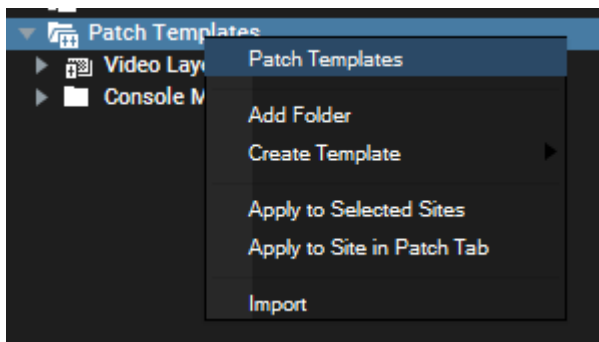 Patch Templates
Video Lay
Patch Templates
Console M
Add Folder
Create Template
Apply to Selected Sites
Apply to Site in Patch Tab
Import